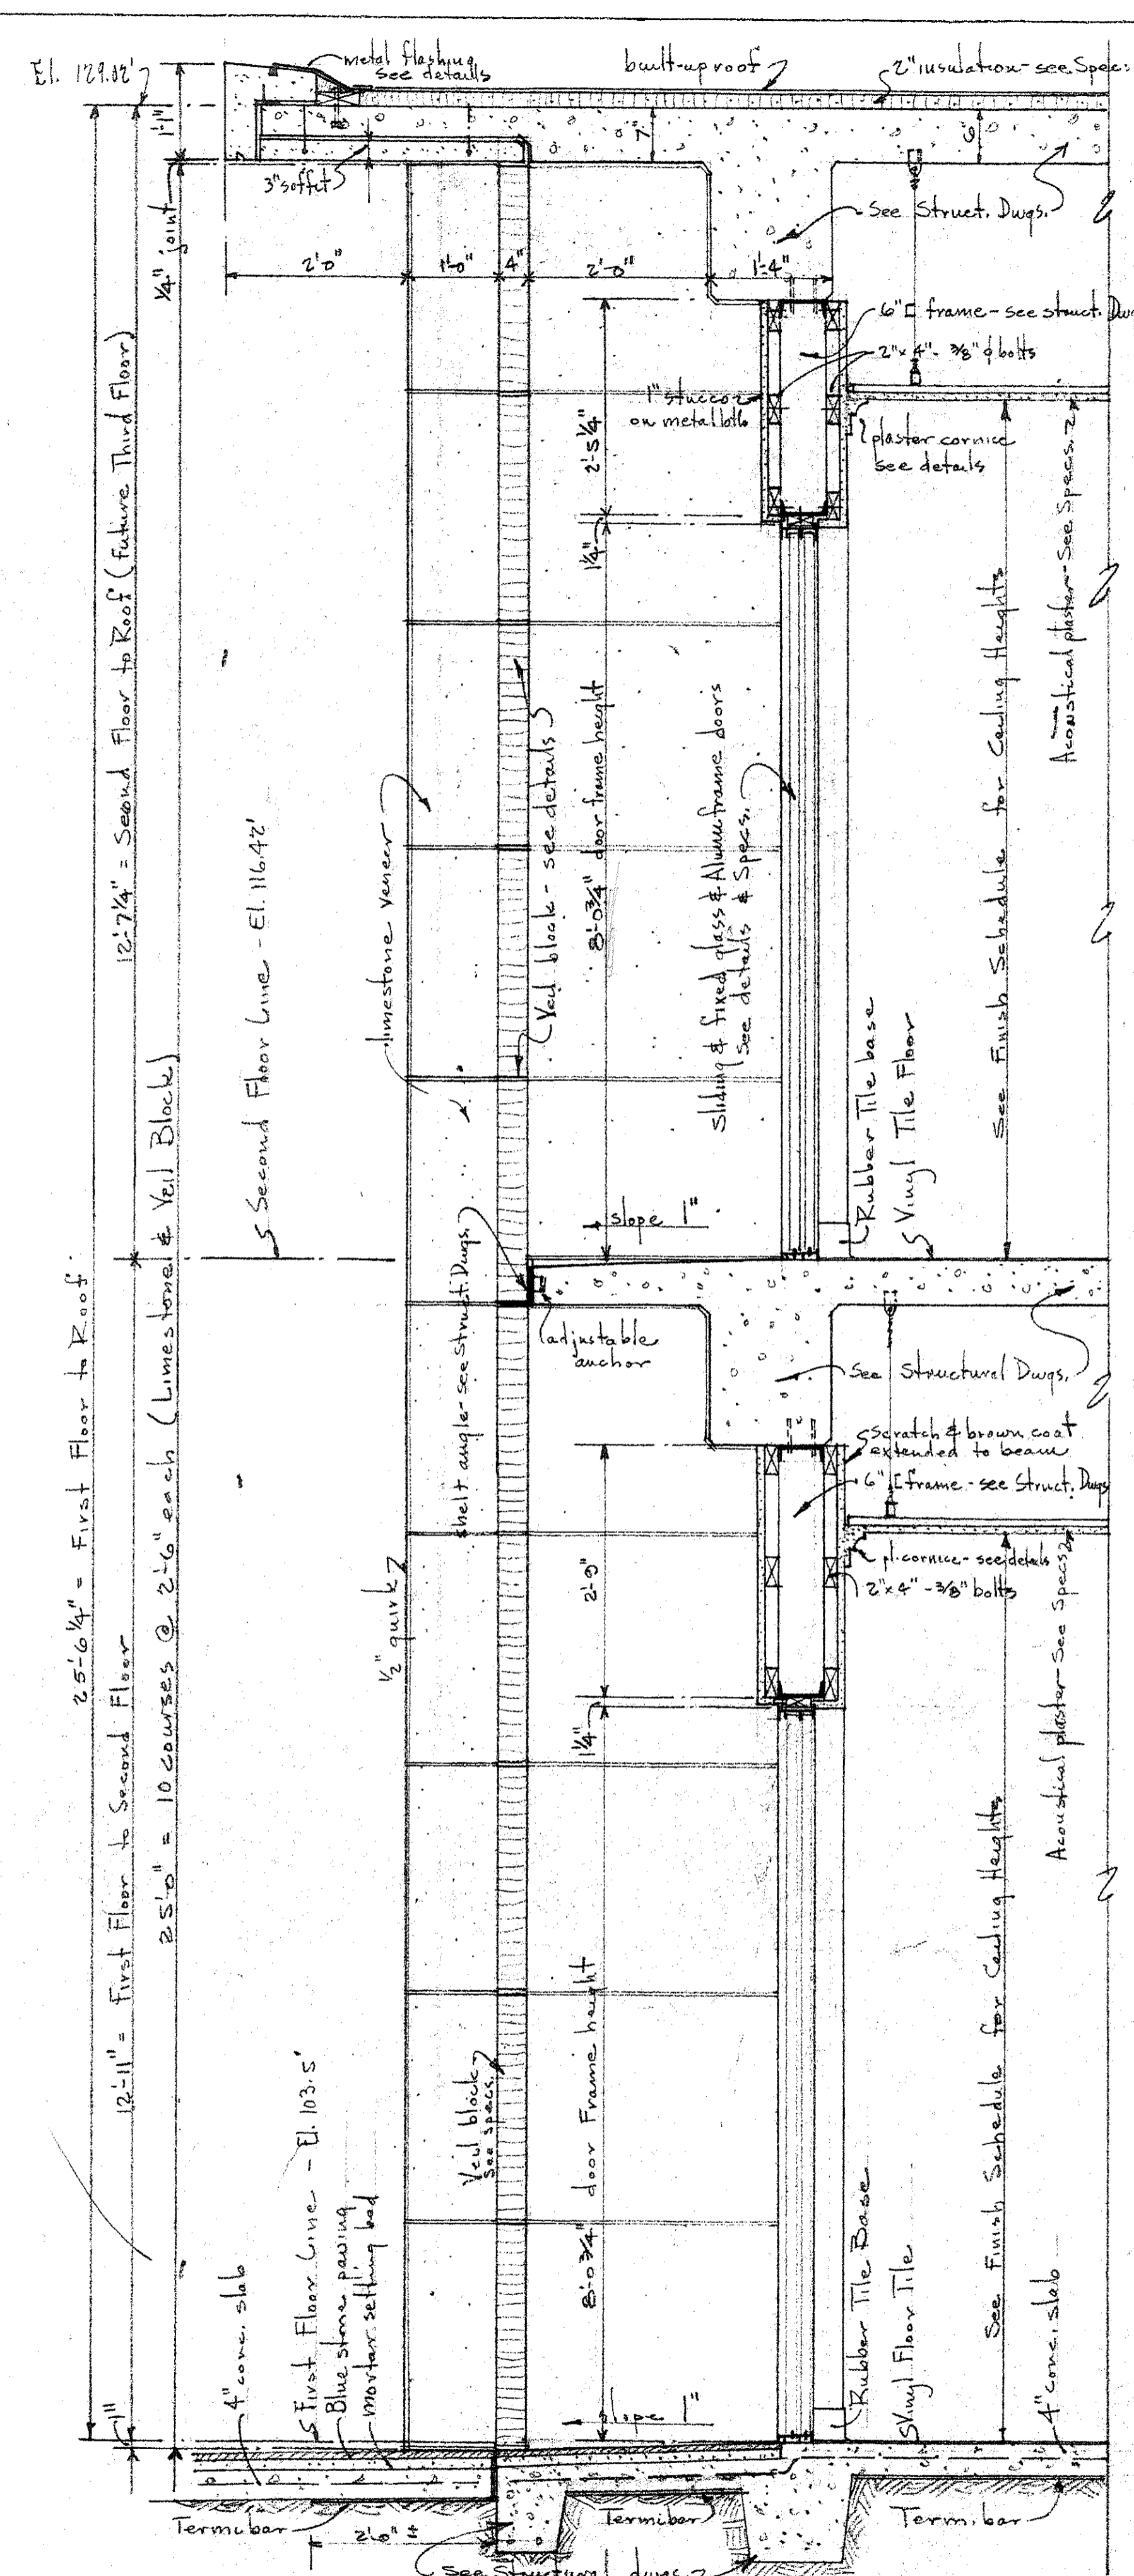 El. 129.02'
metal flashing
see details
built-up roof
2" insulation - see Specs
1'-1"
7"
6"
3" soffet
1/4" joint
See Struct. Dwgs.
2'-0"
1'-0"
4"
2'-0"
1'-4"
6" [ frame - see struct. Dw
2"x 4" - 3/8" φ bolts
1" stucco
on metal lath
plaster cornice
see details
2'-5 1/4"
1 1/4"
12'-7 1/4" = Second Floor to Roof (Future Third Floor)
Second Floor Line - El. 116.42'
limestone veneer
Veil block - see details
8'-0 3/4" door frame height
Sliding & fixed glass & Alum frame doors
See details & Specs.
Rubber Tile base
Vinyl Tile Floor
See Finish Schedule for Ceiling Heights
Acoustical plaster - See Specs.
slope 1"
25'-6 1/4" = First Floor to Roof
12'-11" = First Floor to Second Floor
25'-0" = 10 courses @ 2'-6" each (Limestone & Veil Block)
shelf angle - see Struct. Dwgs.
adjustable
anchor
See Structural Dwgs.
scratch & brown coat
extended to beam
6" [ frame - see Struct. Dwgs
pl. cornice - see details
2"x 4" - 3/8" bolts
1/2" quirk
2'-9"
1 1/4"
Acoustical plaster - See Specs
Veil block
See specs.
8'-0 3/4" door Frame height
See Finish Schedule for Ceiling Heights
4" conc. slab
First Floor Line - El. 103.5'
Blue stone paving
mortar setting bed
Rubber Tile Base
Vinyl Floor Tile
4" conc. slab
1"
slope 1"
Termibar
2'-0" ±
Termibar
Termibar
See Structural dwgs.